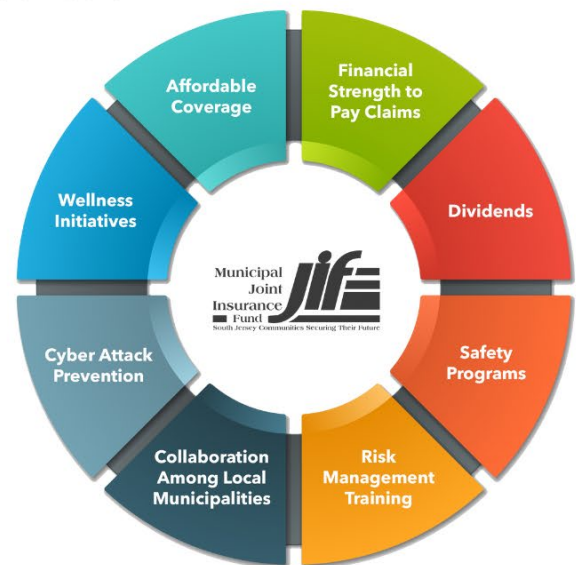 Affordable
Coverage
Financial
Strength to
Pay Claims
Dividends
Safety
Programs
Risk
Management
Training
Collaboration
Among Local
Municipalities
Cyber Attack
Prevention
Wellness
Initiatives
Municipal
Joint
Insurance
Fund
jif
South Jersey Communities Securing Their Future